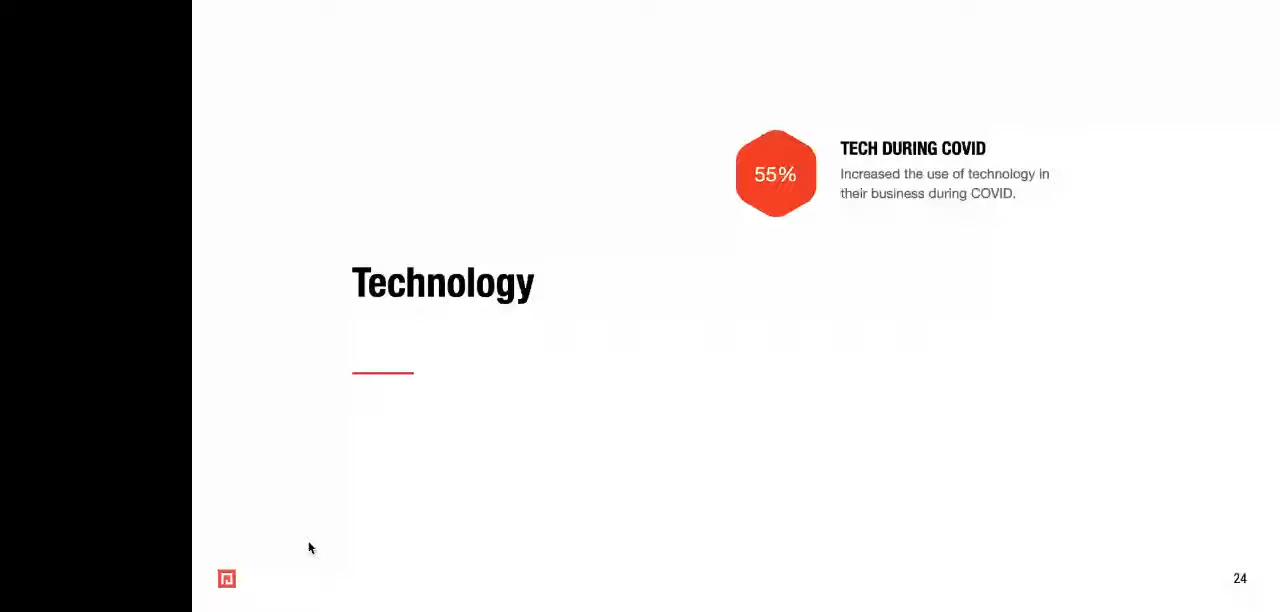 55%
TECH DURING COVID
Increased the use of technology in
their business during COVID.
Technology
24